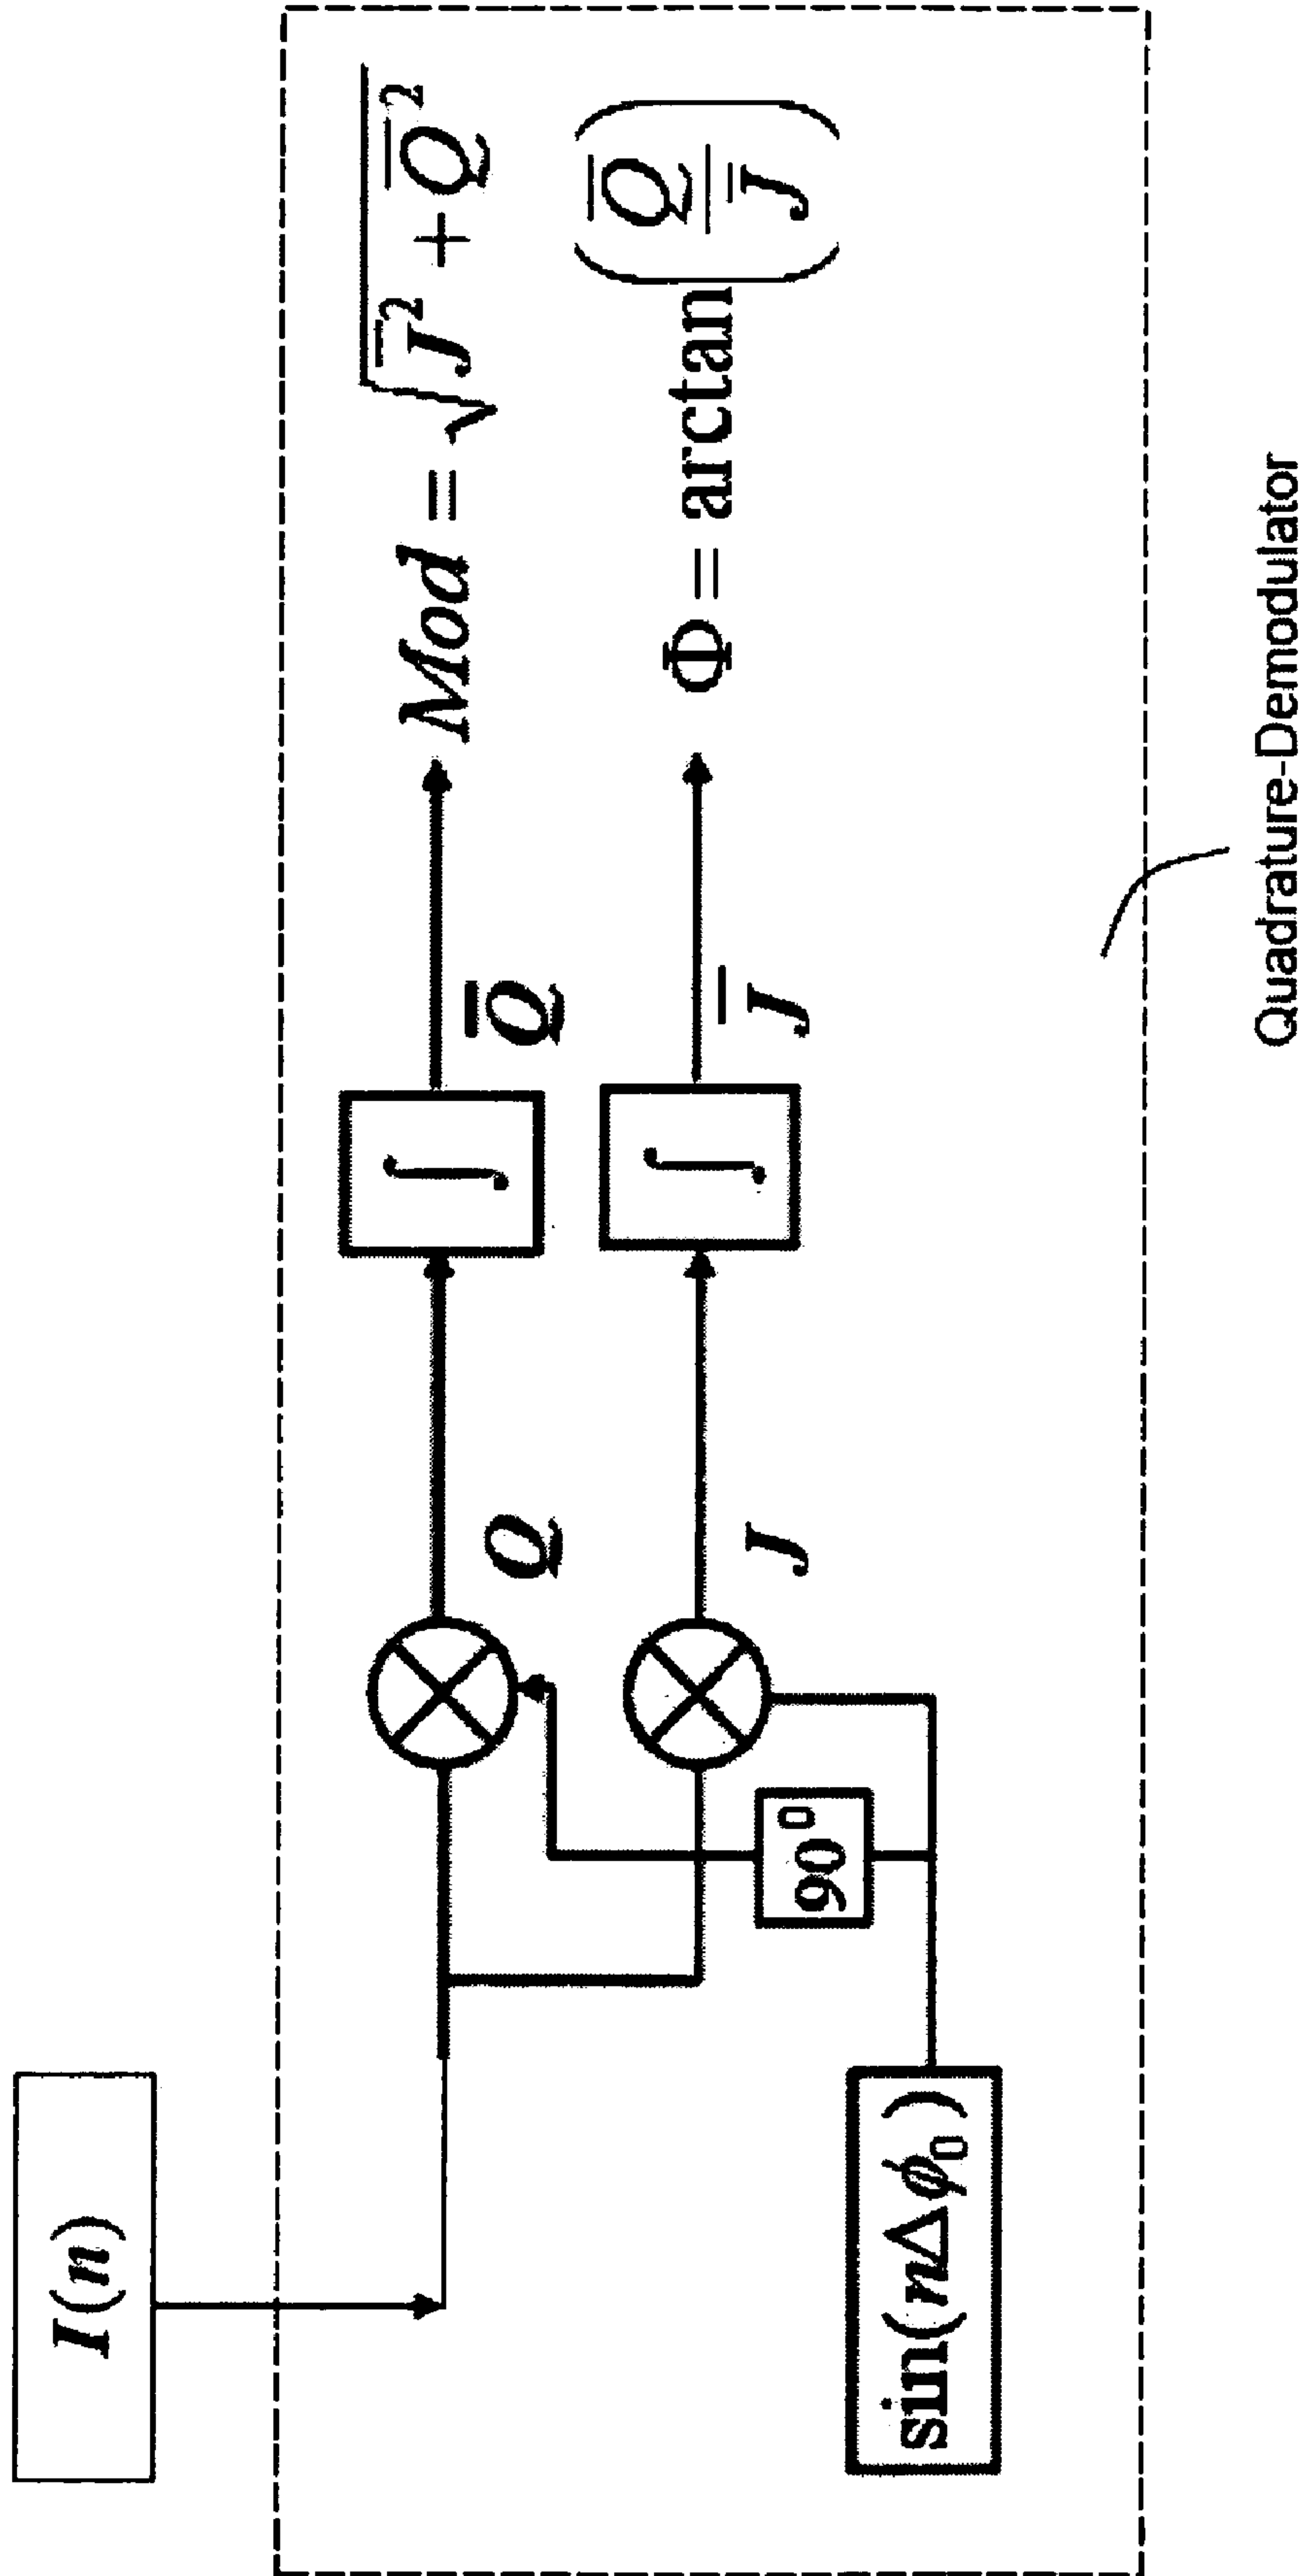 I(n)
Mod = √(J̅² + Q̅²)
Q
Q̅
∫
Φ = arctan(Q̅/J̅)
J
J̅
∫
90⁰
sin(nΔϕ₀)
Quadrature-Demodulator